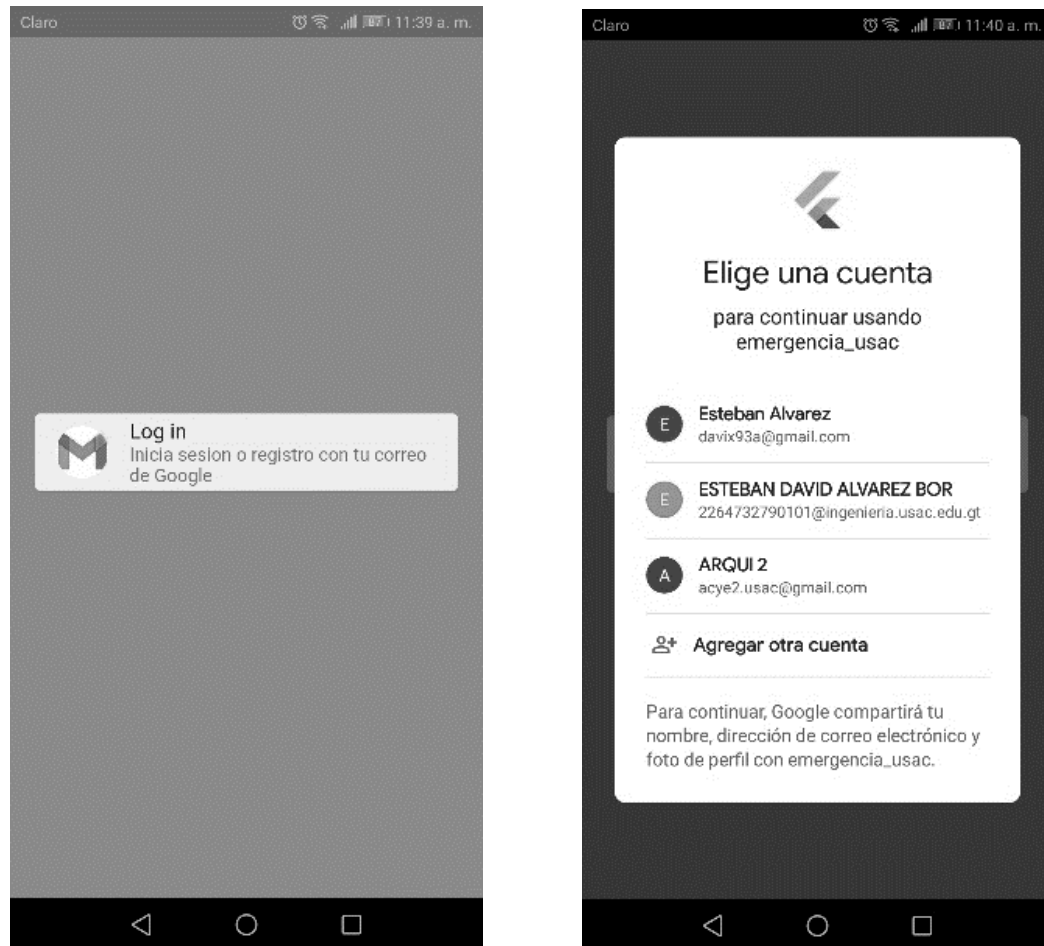 Claro
87
11:39 a. m.
Log in
Inicia sesion o registro con tu correo
de Google
Claro
87
11:40 a. m.
Elige una cuenta
para continuar usando
emergencia_usac
E
Esteban Alvarez
davix93a@gmail.com
E
ESTEBAN DAVID ALVAREZ BOR
2264732790101@ingenieria.usac.edu.gt
A
ARQUI 2
acye2.usac@gmail.com
Agregar otra cuenta
Para continuar, Google compartirá tu
nombre, dirección de correo electrónico y
foto de perfil con emergencia_usac.